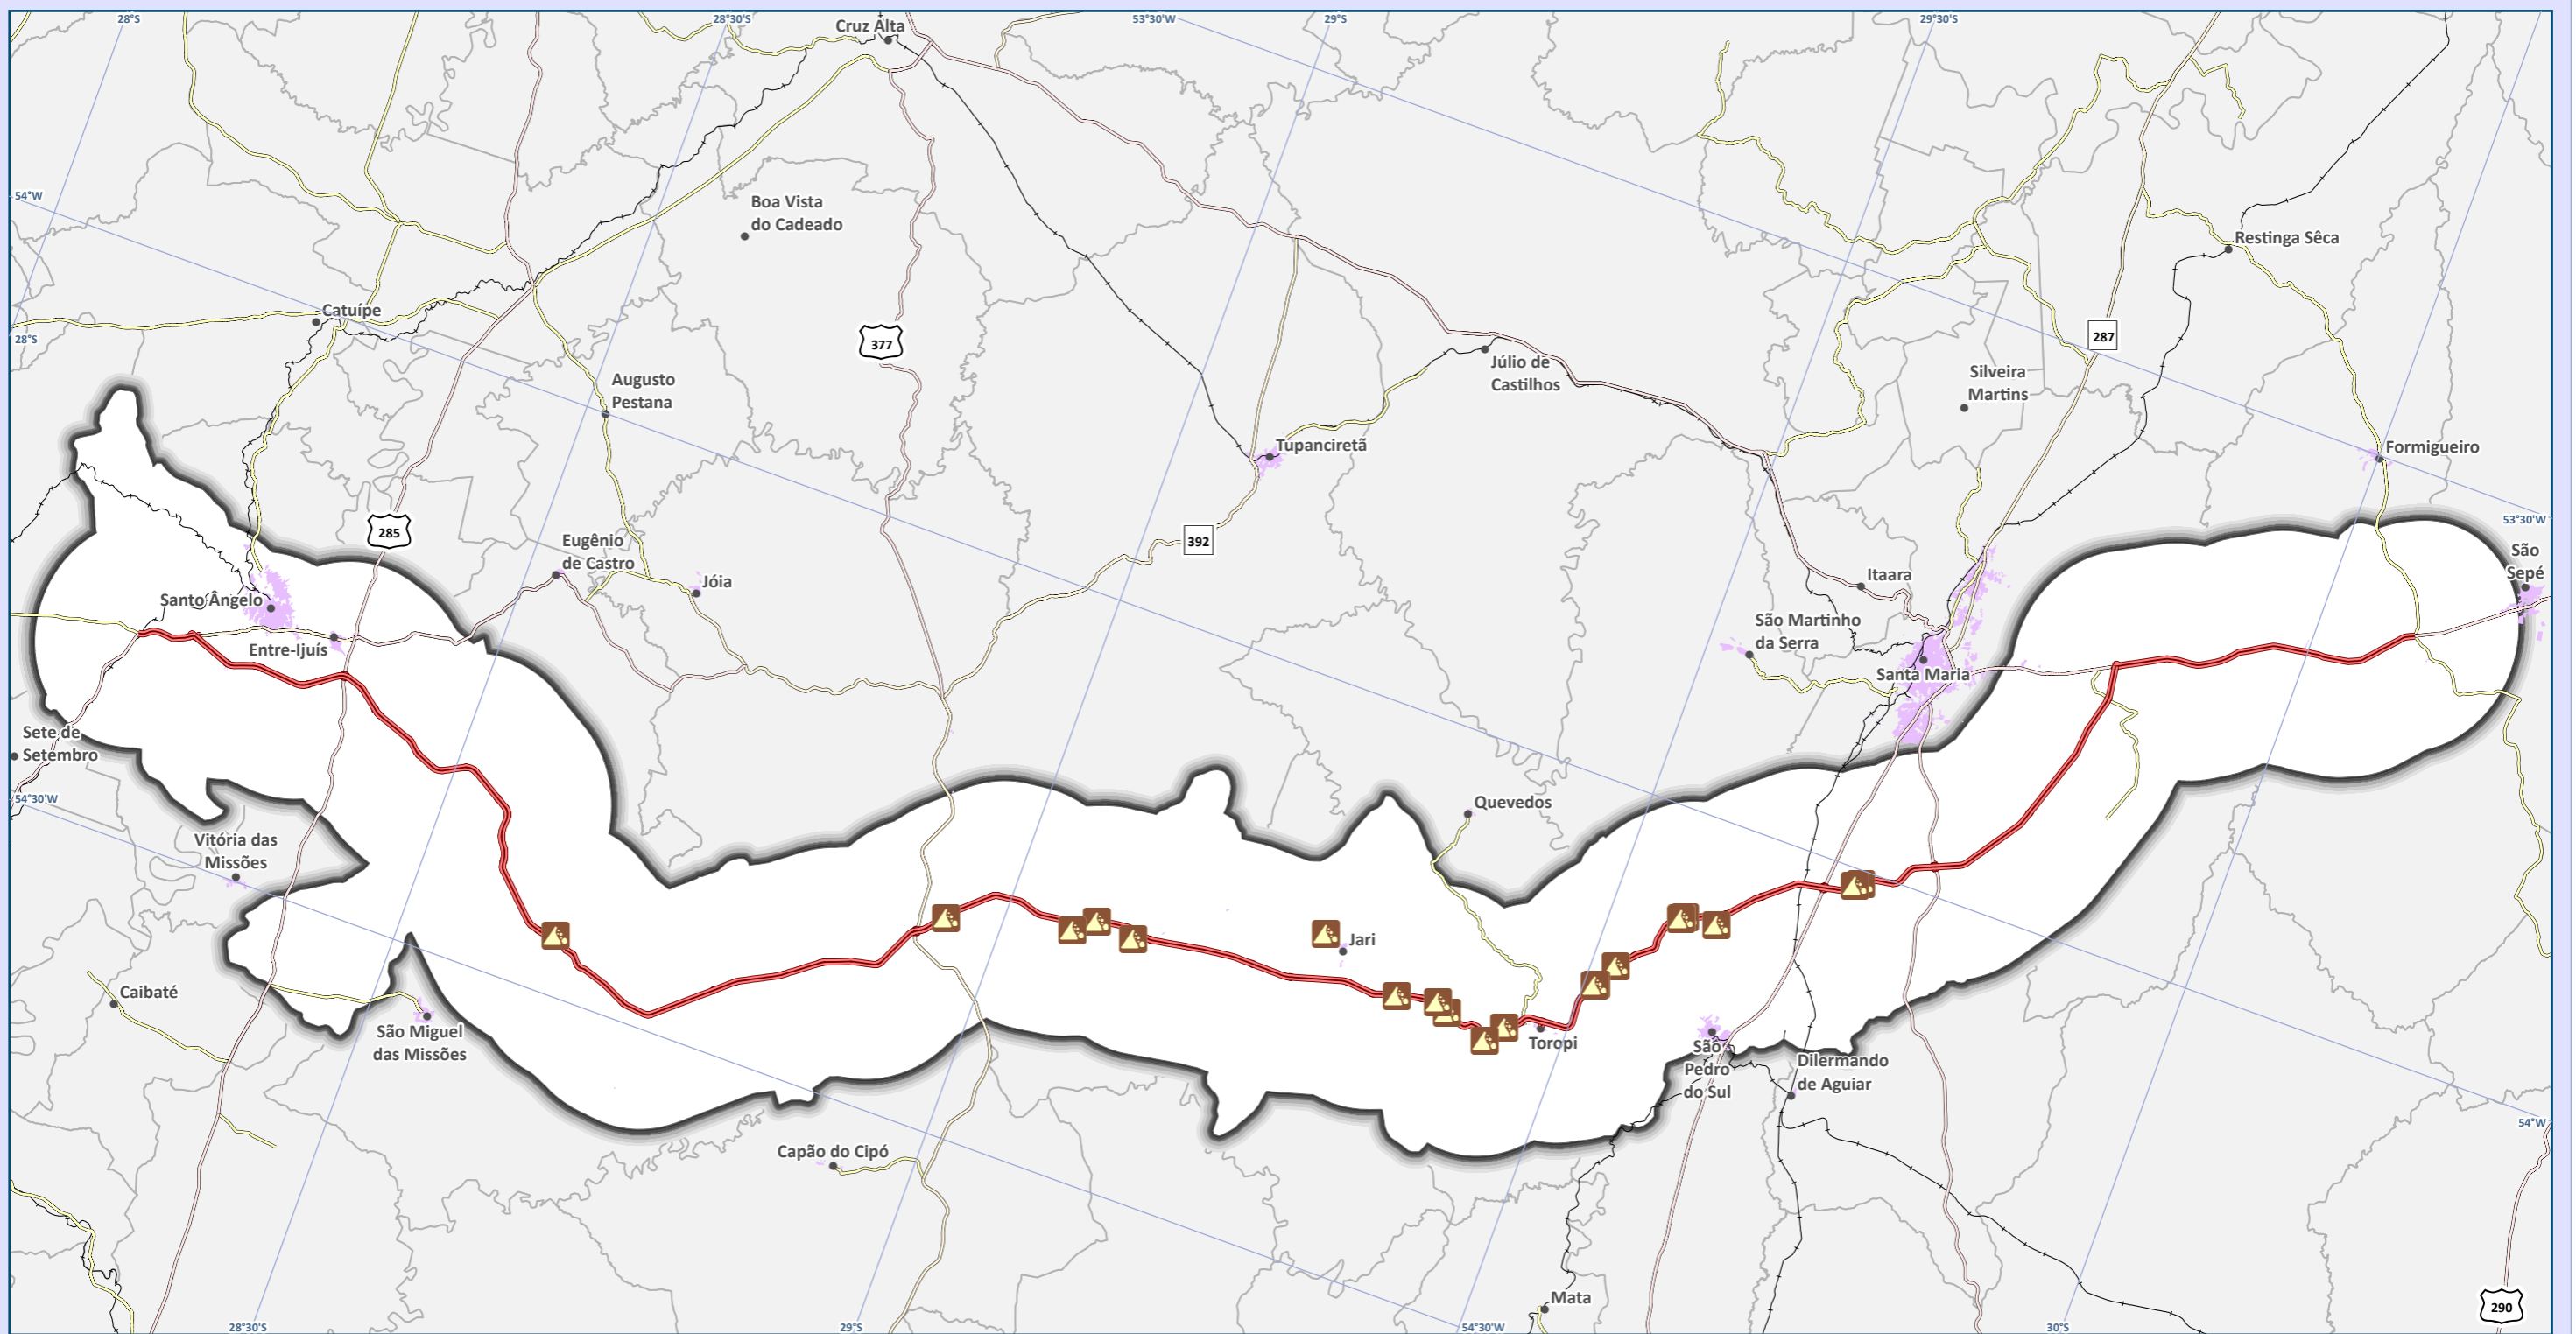 28°S
28°30'S
53°30'W
29°S
29°30'S
Cruz Alta
54°W
Boa Vista
do Cadeado
Restinga Sêca
Catuípe
28°S
377
287
Júlio de
Castilhos
Augusto
Pestana
Silveira
Martins
Tupanciretã
Formigueiro
285
392
53°30'W
Eugênio
de Castro
São
Sepé
Jóia
Itaara
Santo Ângelo
São Martinho
da Serra
Entre-Ijuís
Santa Maria
Sete de
Setembro
54°30'W
Quevedos
Vitória das
Missões
Jari
Caibaté
São Miguel
das Missões
Toropi
São
Pedro
do Sul
Dilermando
de Aguiar
54°W
Capão do Cipó
Mata
290
28°30'S
29°S
54°30'W
30°S